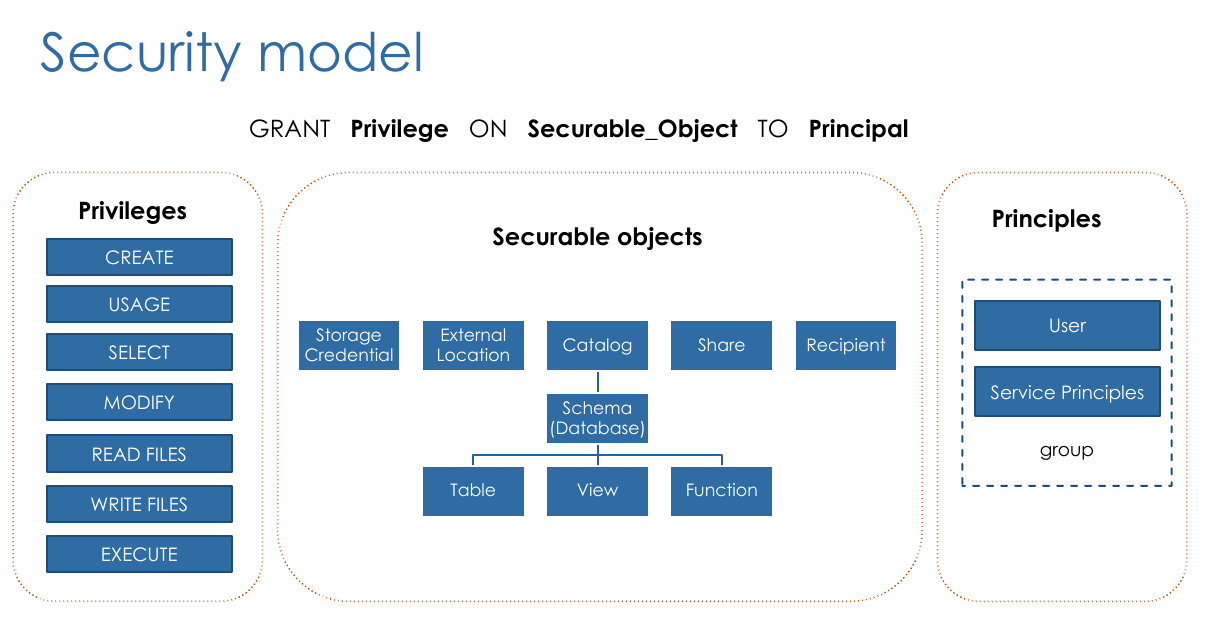 Security model
GRANT Privilege ON Securable_Object TO Principal
Privileges
CREATE
USAGE
SELECT
MODIFY
READ FILES
WRITE FILES
EXECUTE
Securable objects
Storage
Credential
External
Location
Catalog
Share
Recipient
Schema
(Database)
Table
View
Function
Principles
User
Service Principles
group